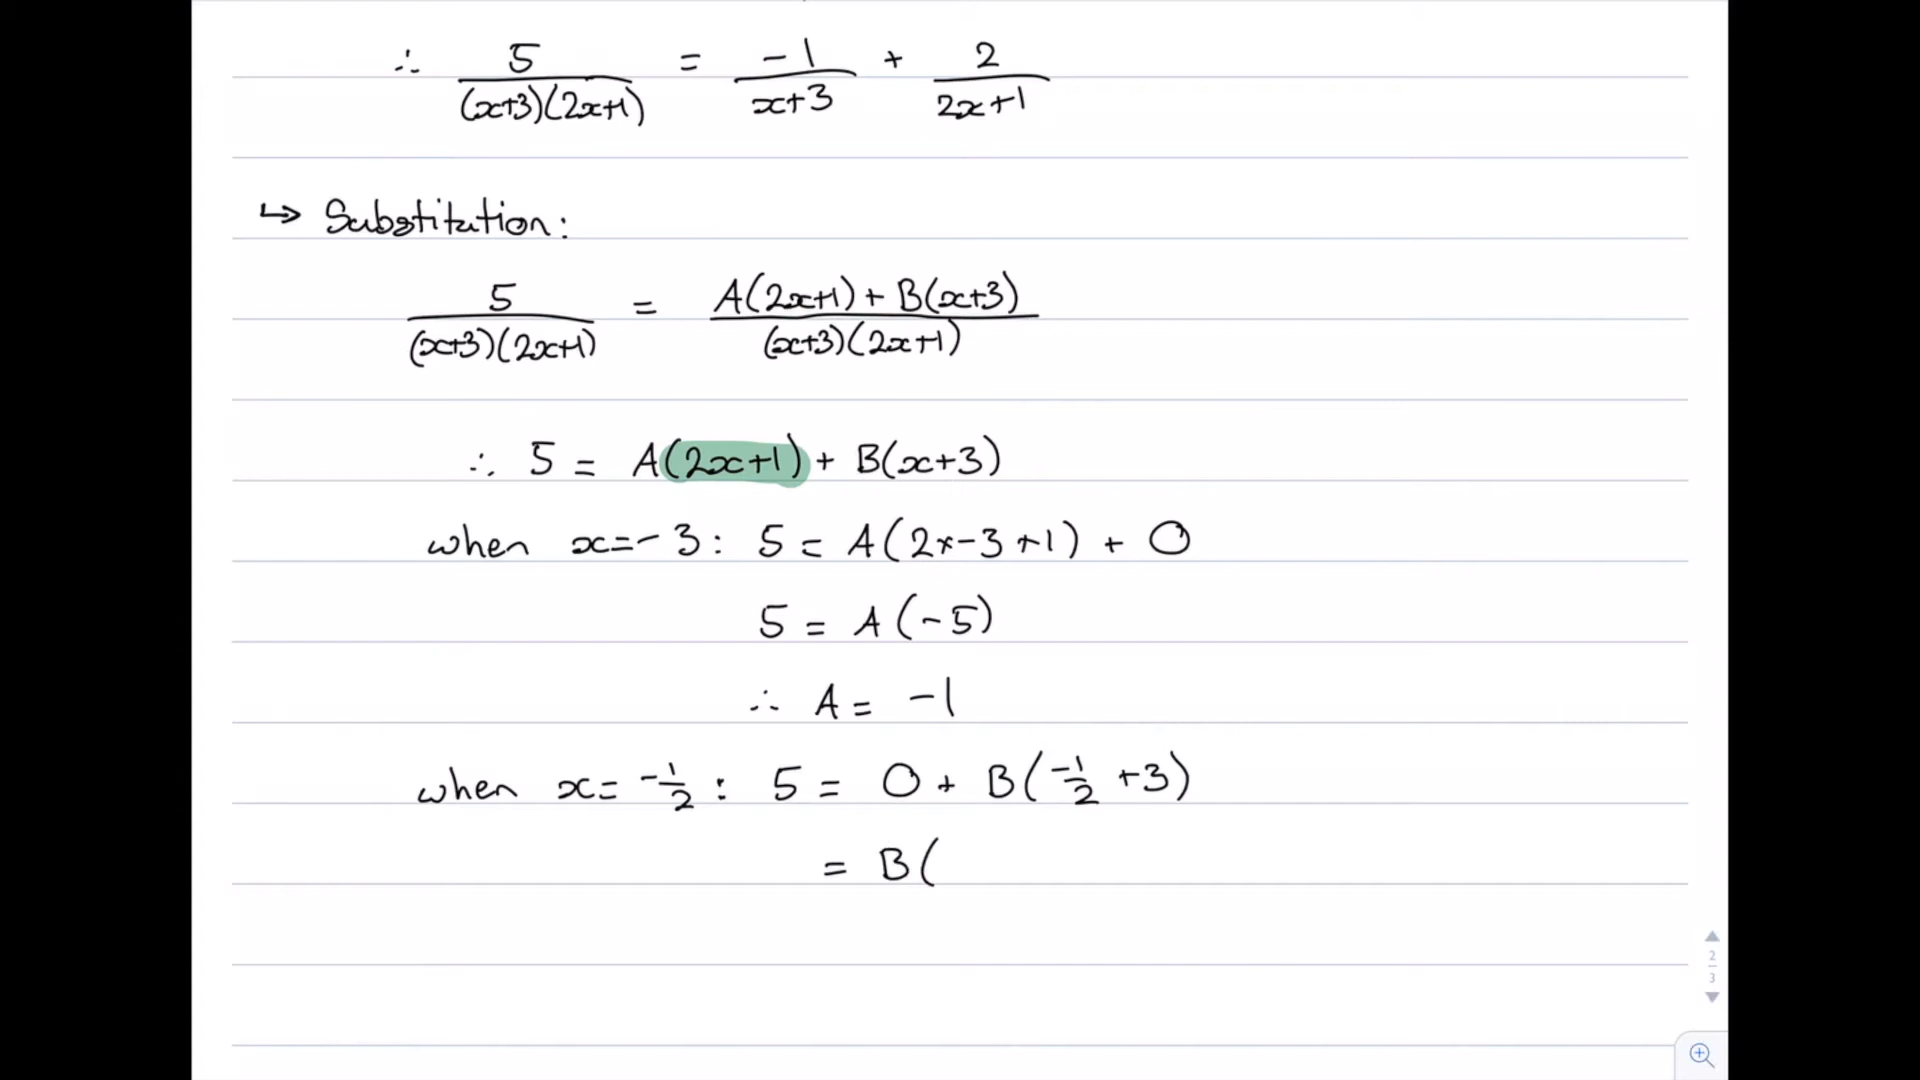 ∴ 5/((x+3)(2x+1)) = -1/(x+3) + 2/(2x+1)
↳ Substitution:
5/((x+3)(2x+1)) = (A(2x+1) + B(x+3))/((x+3)(2x+1))
∴ 5 = A(2x+1) + B(x+3)
when x=-3: 5 = A(2×-3+1) + 0
5 = A(-5)
∴ A = -1
when x= -1/2 : 5 = 0 + B(-1/2 +3)
= B(
2
3